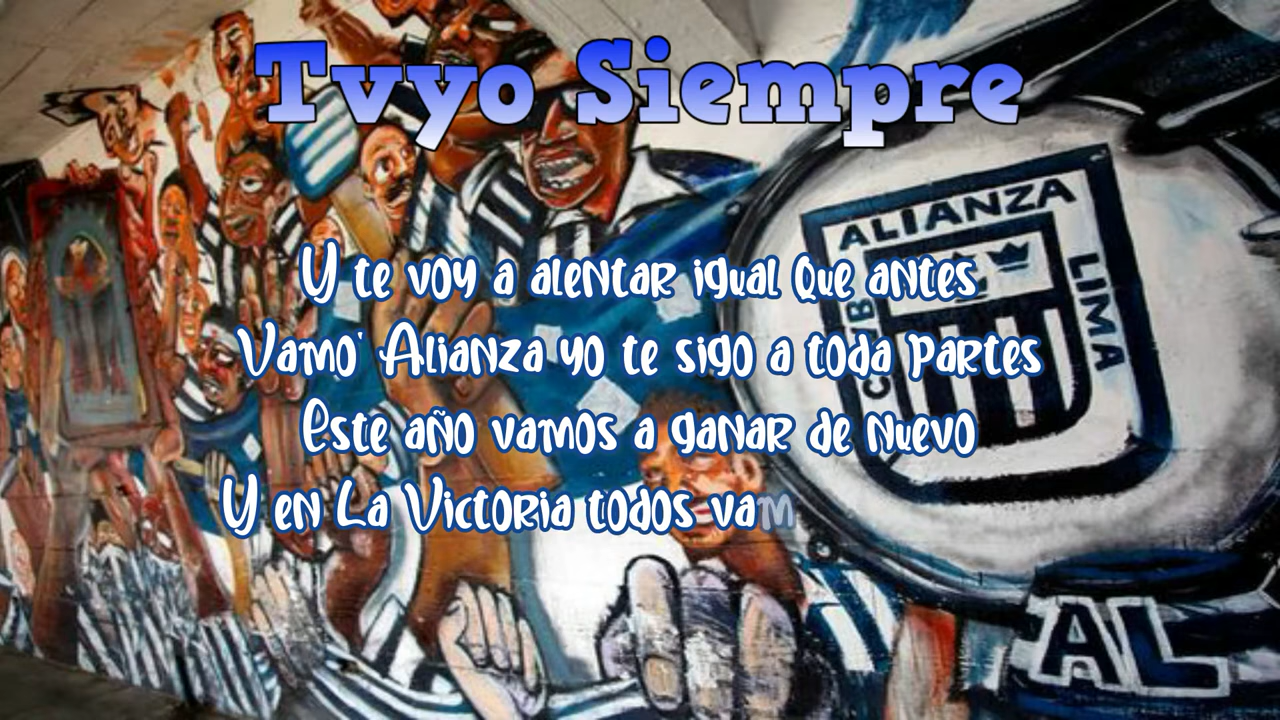 Tvyo Siempre
Y te voy a alentar igual que antes
Vamo' Alianza yo te sigo a toda partes
Este año vamos a ganar de nuevo
Y en La Victoria todos vam
ALIANZA
LIMA
CLUB
AL